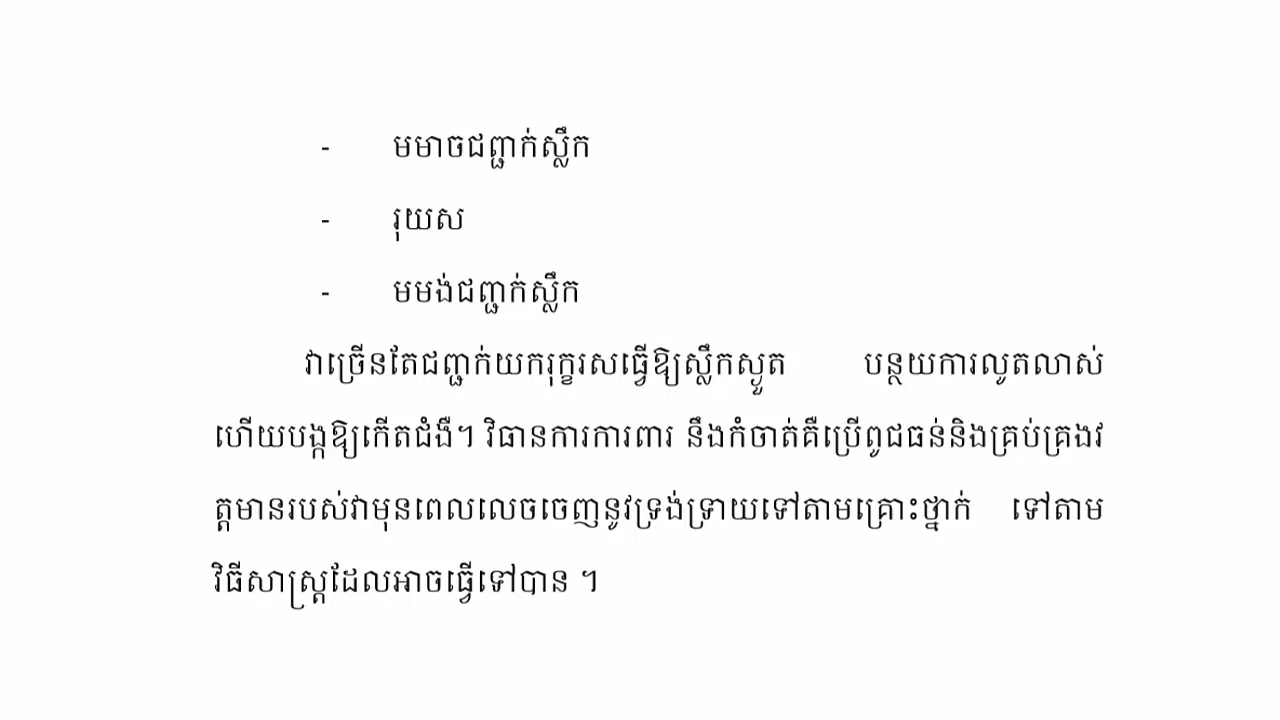 - មមាចជញ្ជាក់ស្លឹក
- រុយស
- មមង់ជញ្ជក់ស្លឹក
វាច្រើនតែជញ្ជក់យករុក្ខរសធ្វើឱ្យស្លឹកស្ងួត បន្ថយការលូតលាស់
ហើយបង្កឱ្យកើតជំងឺ។ វិធានការការពារ នឹងកំចាត់គឺប្រើពូជធន់និងគ្រប់គ្រងវ
ត្តមានរបស់វាមុនពេលលេចចេញនូវទ្រង់ទ្រាយទៅតាមគ្រោះថ្នាក់ ទៅតាម
វិធីសាស្ត្រដែលអាចធ្វើទៅបាន ។